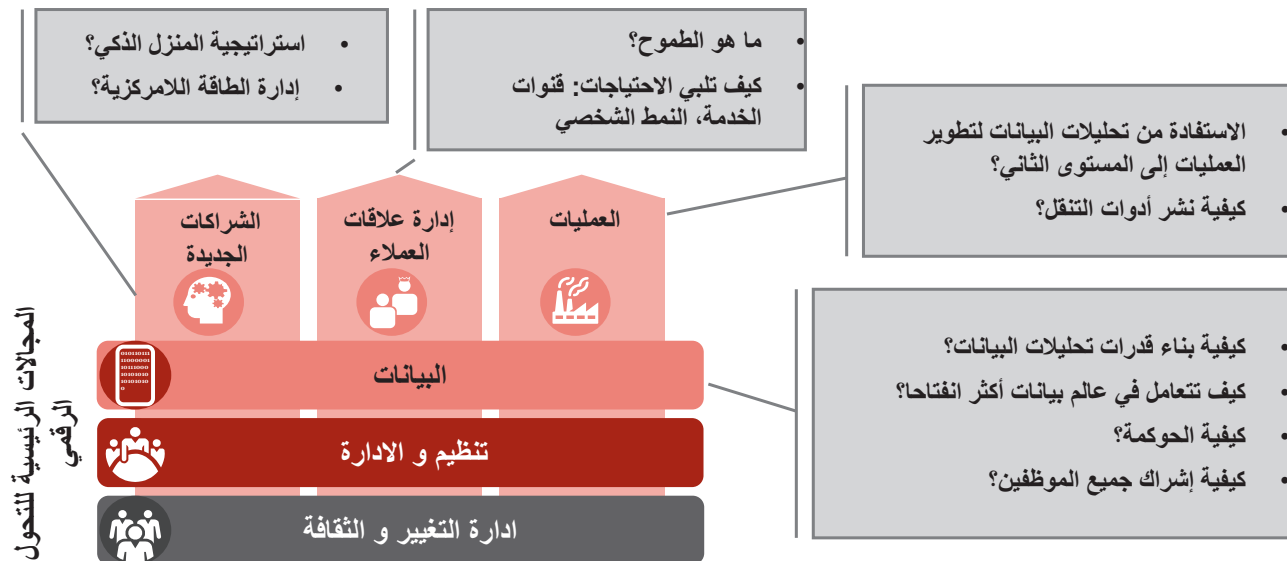 • استراتيجية المنزل الذكي؟
• إدارة الطاقة اللامركزية؟
• ما هو الطموح؟
• كيف تلبي الاحتياجات: قنوات
الخدمة، النمط الشخصي
• الاستفادة من تحليلات البيانات لتطوير
العمليات إلى المستوى الثاني؟
• كيفية نشر أدوات التنقل؟
العمليات
إدارة علاقات
العملاء
الشراكات
الجديدة
• كيفية بناء قدرات تحليلات البيانات؟
• كيف تتعامل في عالم بيانات أكثر انفتاحا؟
• كيفية الحوكمة؟
• كيفية إشراك جميع الموظفين؟
البيانات
تنظيم و الادارة
ادارة التغيير و الثقافة
المجالات الرئيسية للتحول
الرقمي